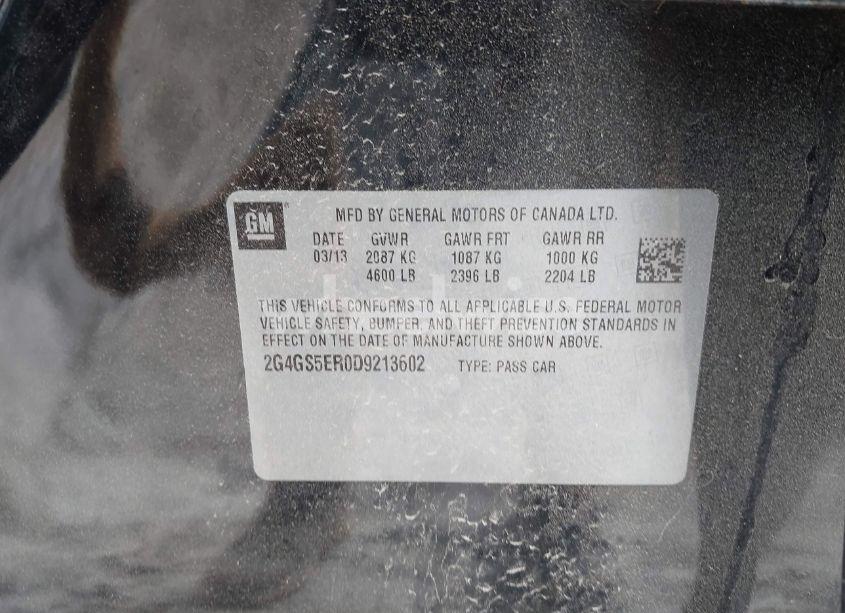 GM
MFD BY GENERAL MOTORS OF CANADA LTD.
DATE GVWR GAWR FRT GAWR RR
03/13 2087 KG 1087 KG 1000 KG
4600 LB 2396 LB 2204 LB
THIS VEHICLE CONFORMS TO ALL APPLICABLE U.S. FEDERAL MOTOR
VEHICLE SAFETY, BUMPER, AND THEFT PREVENTION STANDARDS IN
EFFECT ON THE DATE OF MANUFACTURE SHOWN ABOVE.
2G4GS5ER0D9213602 TYPE: PASS CAR